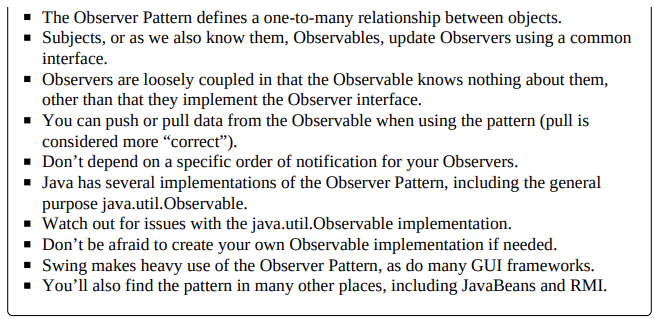 ▪ The Observer Pattern defines a one-to-many relationship between objects.
▪ Subjects, or as we also know them, Observables, update Observers using a common
interface.
▪ Observers are loosely coupled in that the Observable knows nothing about them,
other than that they implement the Observer interface.
▪ You can push or pull data from the Observable when using the pattern (pull is
considered more “correct”).
▪ Don’t depend on a specific order of notification for your Observers.
▪ Java has several implementations of the Observer Pattern, including the general
purpose java.util.Observable.
▪ Watch out for issues with the java.util.Observable implementation.
▪ Don’t be afraid to create your own Observable implementation if needed.
▪ Swing makes heavy use of the Observer Pattern, as do many GUI frameworks.
▪ You’ll also find the pattern in many other places, including JavaBeans and RMI.